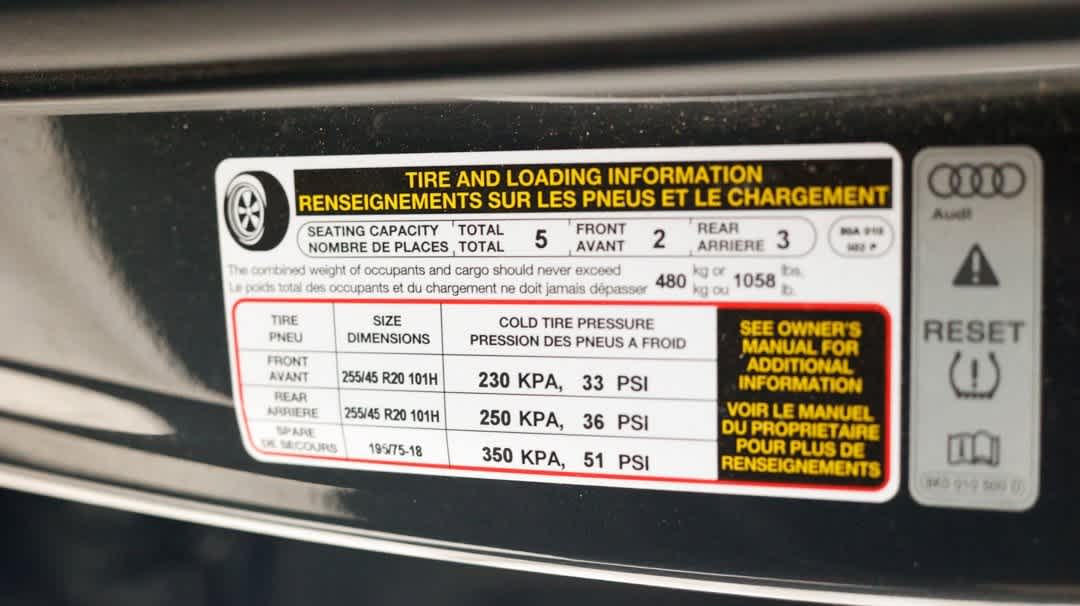 TIRE AND LOADING INFORMATION
RENSEIGNEMENTS SUR LES PNEUS ET LE CHARGEMENT
SEATING CAPACITY TOTAL 5 FRONT 2 REAR 3
NOMBRE DE PLACES TOTAL AVANT ARRIERE
The combined weight of occupants and cargo should never exceed 480 kg or 1058 lbs.
Le poids total des occupants et du chargement ne doit jamais dépasser kg ou lb.
TIRE SIZE COLD TIRE PRESSURE
PNEU DIMENSIONS PRESSION DES PNEUS A FROID
FRONT
AVANT 255/45 R20 101H 230 KPA, 33 PSI
REAR
ARRIERE 255/45 R20 101H 250 KPA, 36 PSI
SPARE
DE SECOURS 195/75-18 350 KPA, 51 PSI
SEE OWNER'S
MANUAL FOR
ADDITIONAL
INFORMATION
VOIR LE MANUEL
DU PROPRIETAIRE
POUR PLUS DE
RENSEIGNEMENTS
Audi
RESET